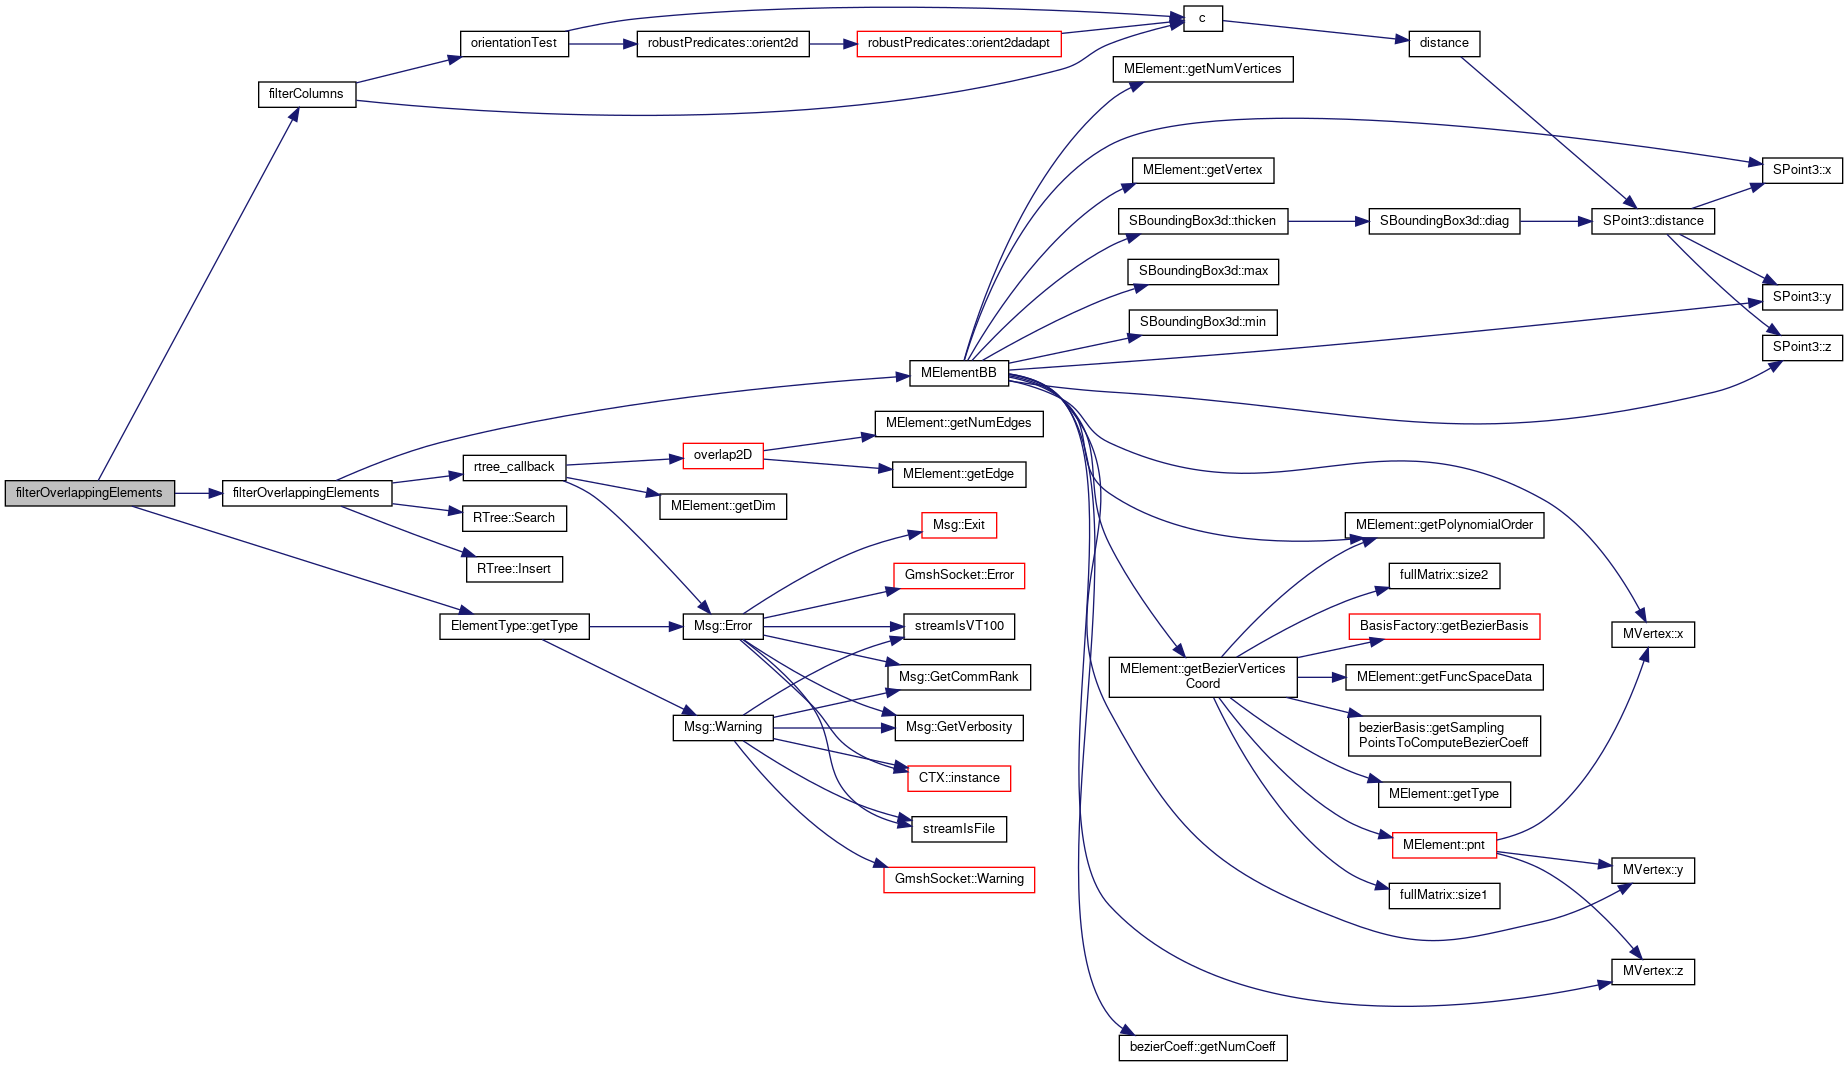 c
orientationTest
robustPredicates::orient2d
robustPredicates::orient2dadapt
distance
MElement::getNumVertices
filterColumns
MElement::getVertex
SPoint3::x
SBoundingBox3d::thicken
SBoundingBox3d::diag
SPoint3::distance
SBoundingBox3d::max
SPoint3::y
SBoundingBox3d::min
SPoint3::z
MElementBB
MElement::getNumEdges
overlap2D
rtree_callback
MElement::getEdge
filterOverlappingElements
filterOverlappingElements
MElement::getDim
RTree::Search
Msg::Exit
MElement::getPolynomialOrder
RTree::Insert
GmshSocket::Error
fullMatrix::size2
ElementType::getType
Msg::Error
streamIsVT100
BasisFactory::getBezierBasis
MVertex::x
Msg::GetCommRank
MElement::getBezierVertices
Coord
MElement::getFuncSpaceData
Msg::Warning
Msg::GetVerbosity
bezierBasis::getSampling
PointsToComputeBezierCoeff
CTX::instance
MElement::getType
streamIsFile
MElement::pnt
GmshSocket::Warning
MVertex::y
fullMatrix::size1
MVertex::z
bezierCoeff::getNumCoeff